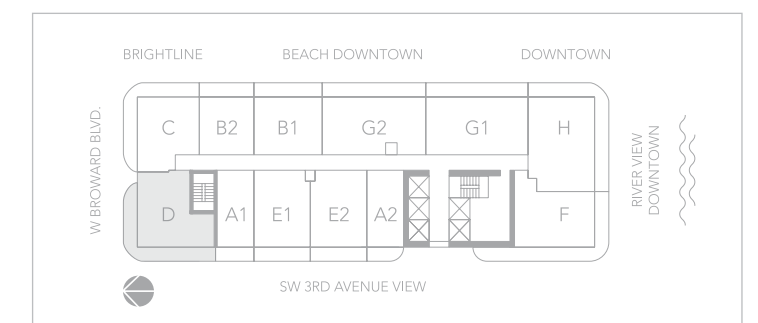 BRIGHTLINE
BEACH DOWNTOWN
DOWNTOWN
W BROWARD BLVD.
C
B2
B1
G2
G1
H
RIVER VIEW
DOWNTOWN
D
A1
E1
E2
A2
F
SW 3RD AVENUE VIEW